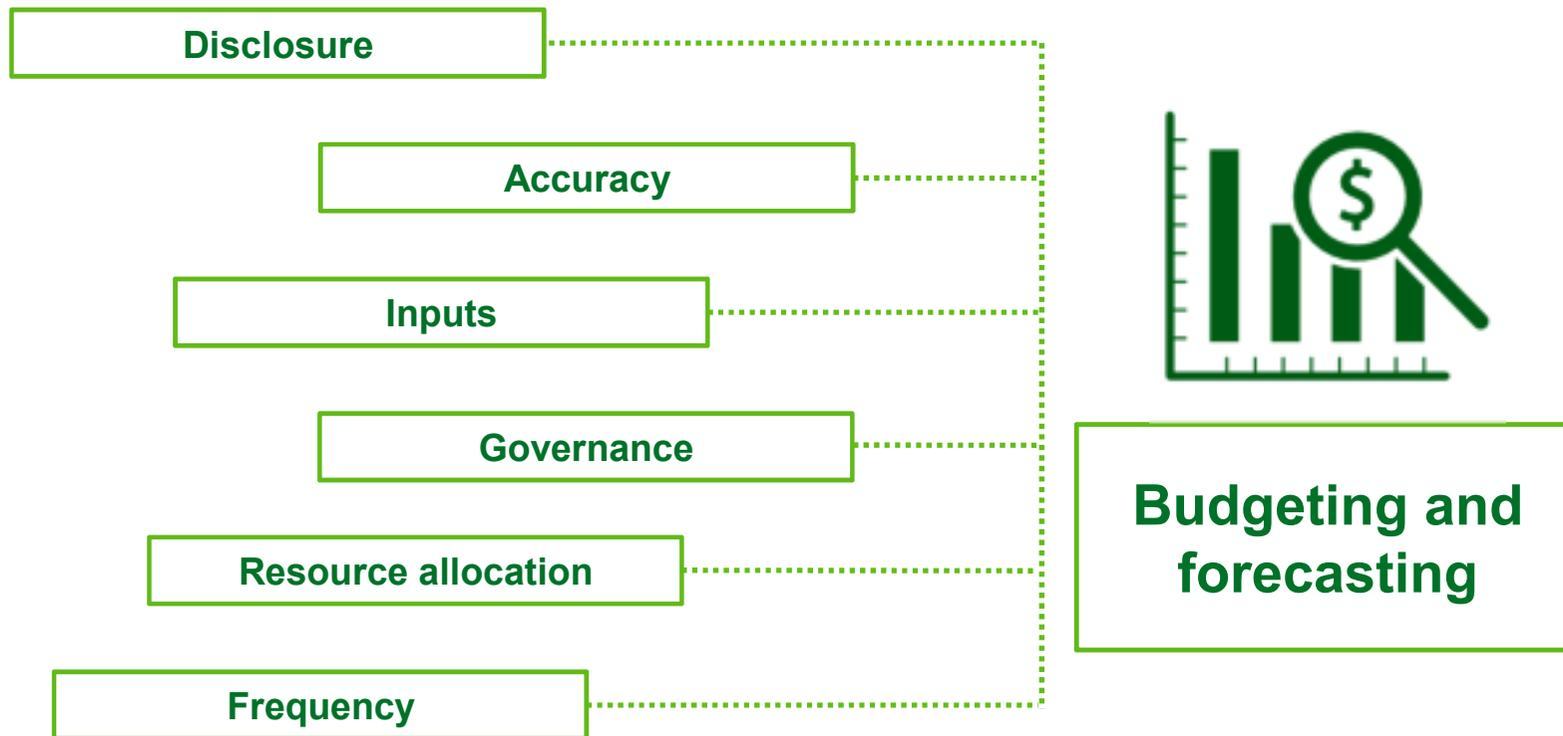 Disclosure
Accuracy
Inputs
Governance
Resource allocation
Frequency
$
Budgeting and
forecasting